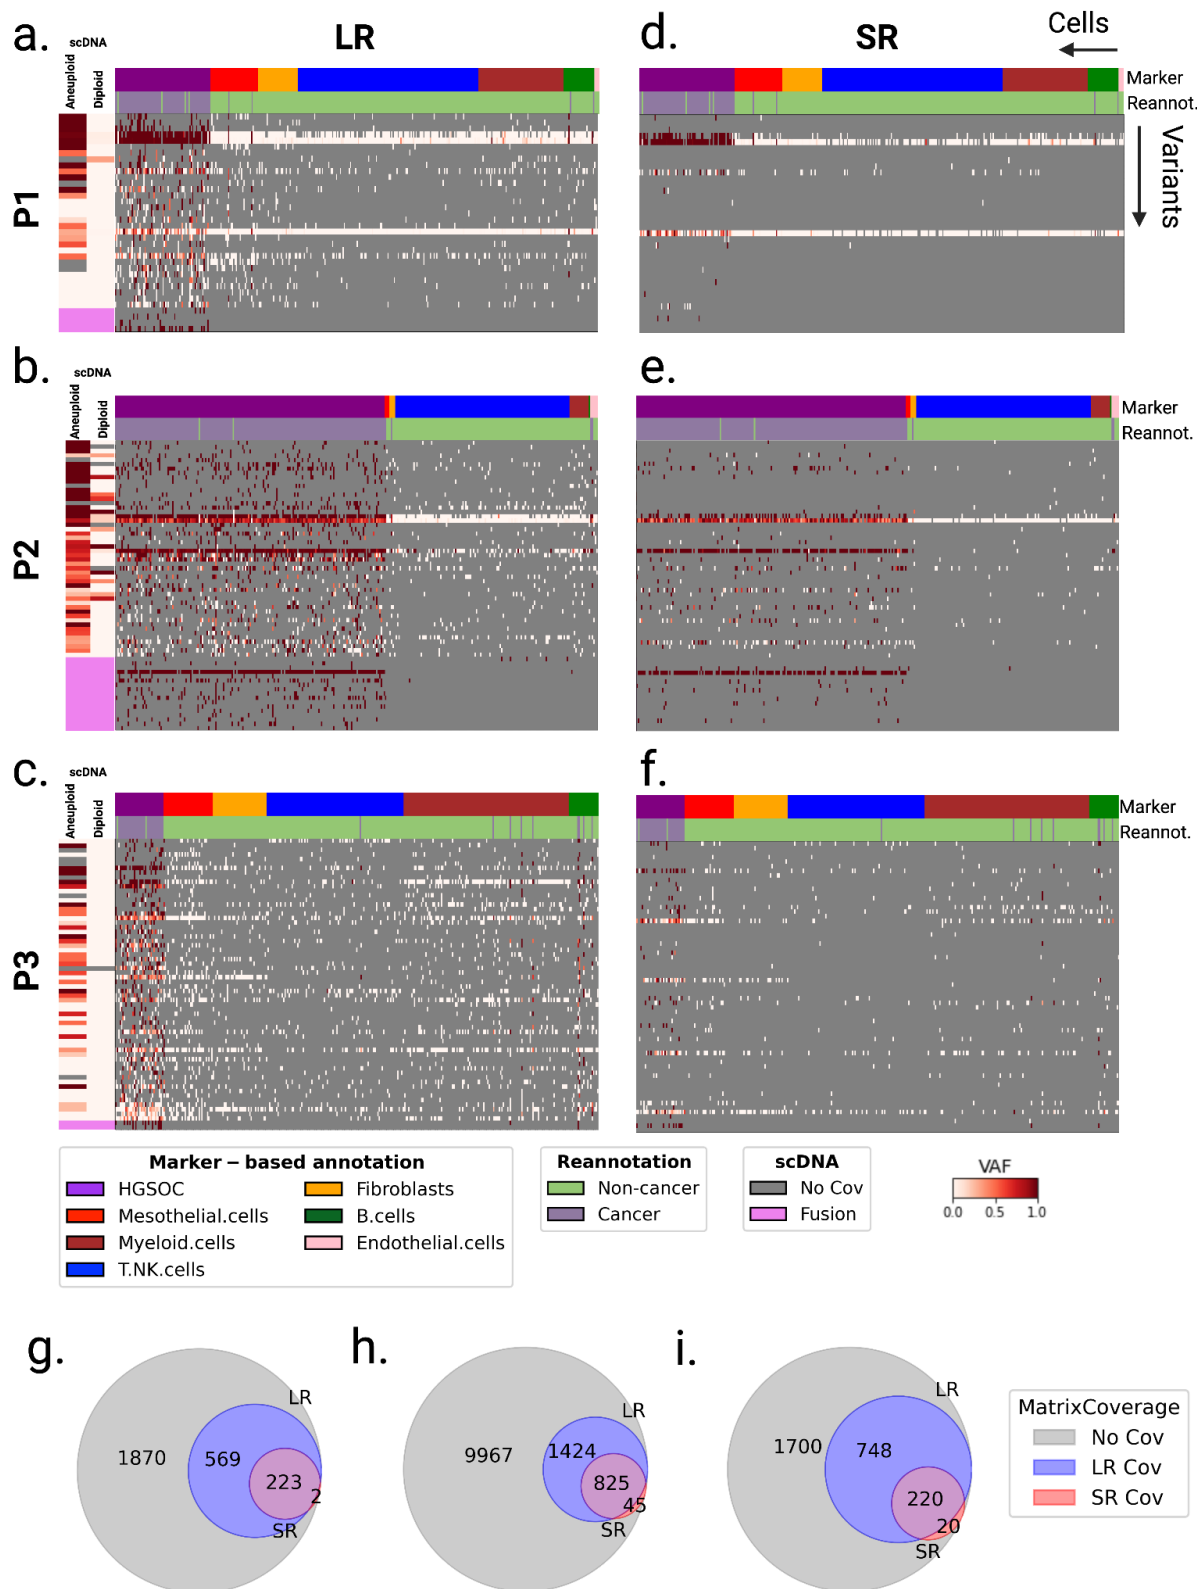 a.
scDNA
LR
d.
SR
Cells
Aneuploid
Diploid
Marker
Reannot.
Variants
P1
b.
scDNA
e.
Aneuploid
Diploid
Marker
Reannot.
P2
c.
scDNA
f.
Aneuploid
Diploid
Marker
Reannot.
P3
Marker – based annotation
HGSOC
Fibroblasts
Mesothelial.cells
B.cells
Myeloid.cells
Endothelial.cells
T.NK.cells
Reannotation
Non-cancer
Cancer
scDNA
No Cov
Fusion
VAF
0.0 0.5 1.0
g.
LR
1870
569
223
2
SR
h.
LR
9967
1424
825
45
SR
i.
LR
1700
748
220
20
SR
MatrixCoverage
No Cov
LR Cov
SR Cov